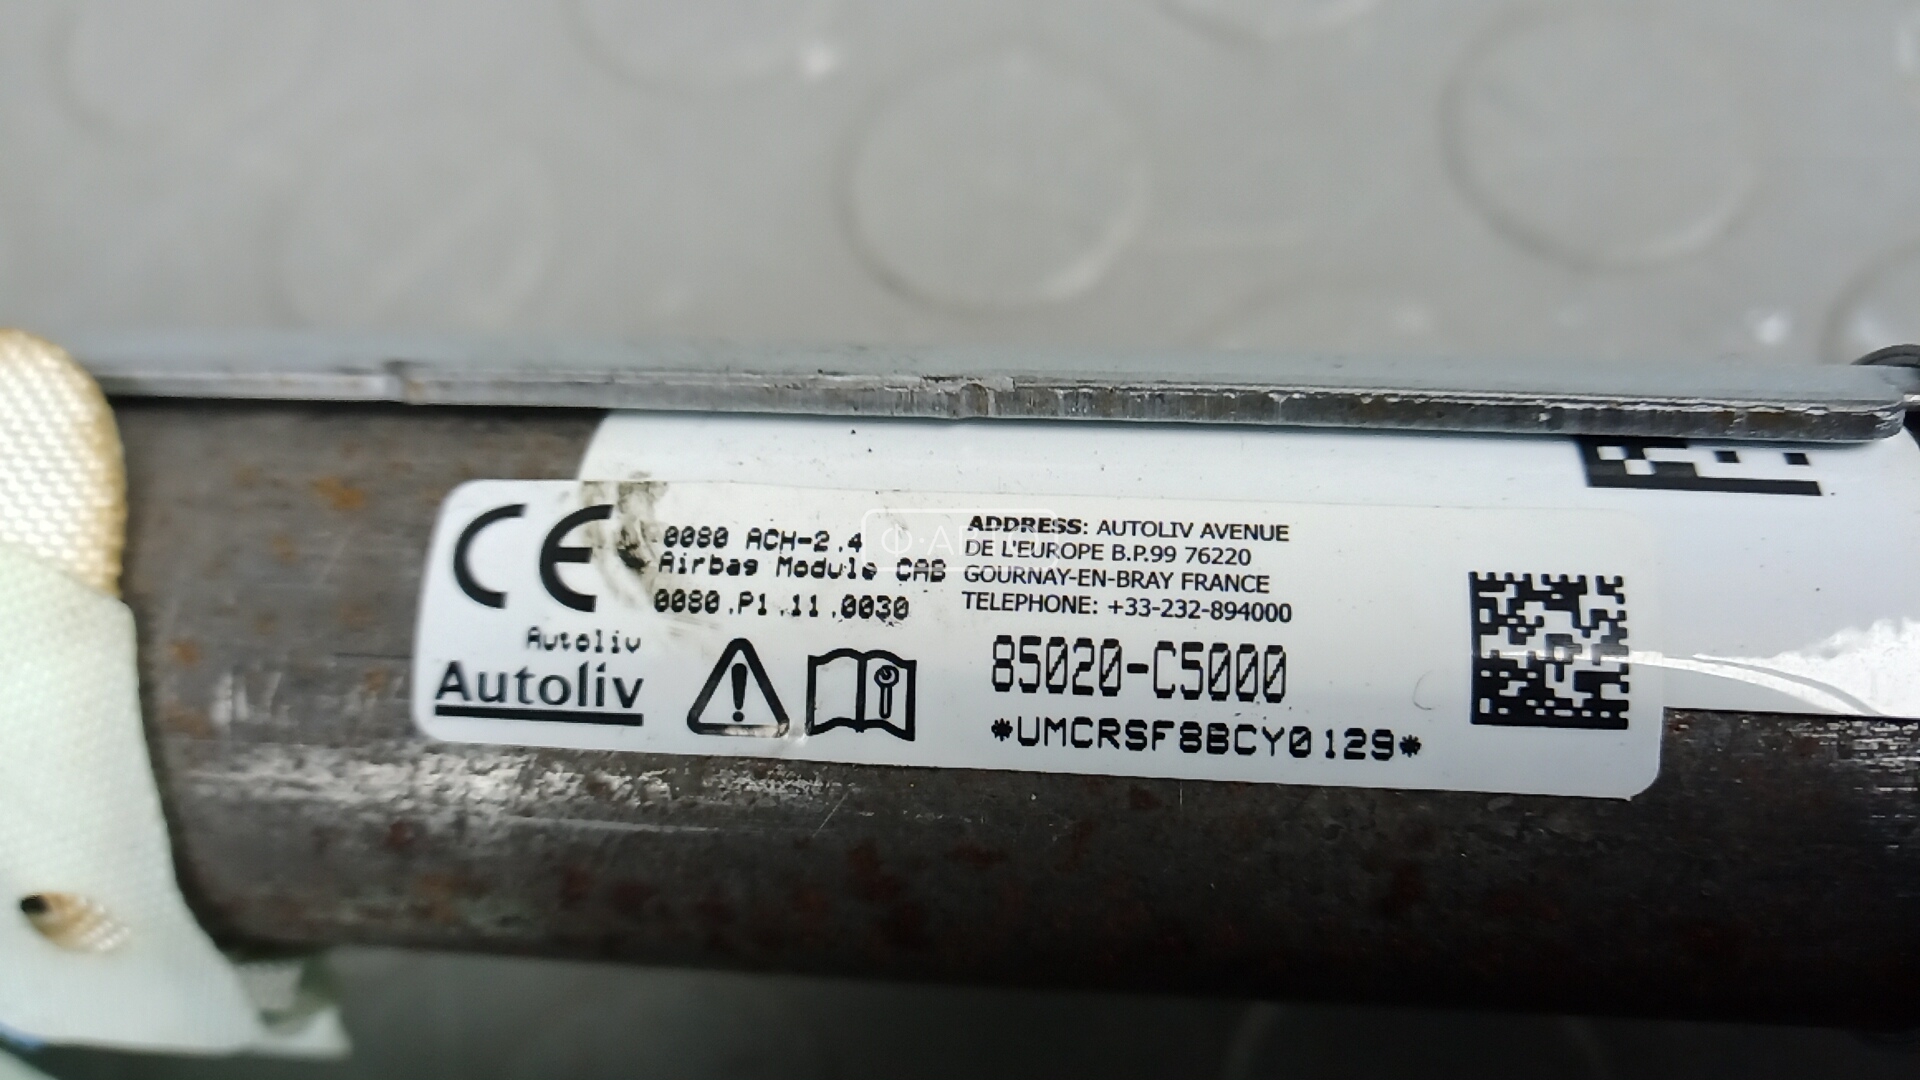 CE
0080 ACH-2.4
Airbag Module CAB
0080.P1.11.0030
Autoliv
Autoliv
ADDRESS: AUTOLIV AVENUE
DE L'EUROPE B.P.99 76220
GOURNAY-EN-BRAY FRANCE
TELEPHONE: +33-232-894000
85020-C5000
*UMCRSF8BCY0129*
Ф·АРТО